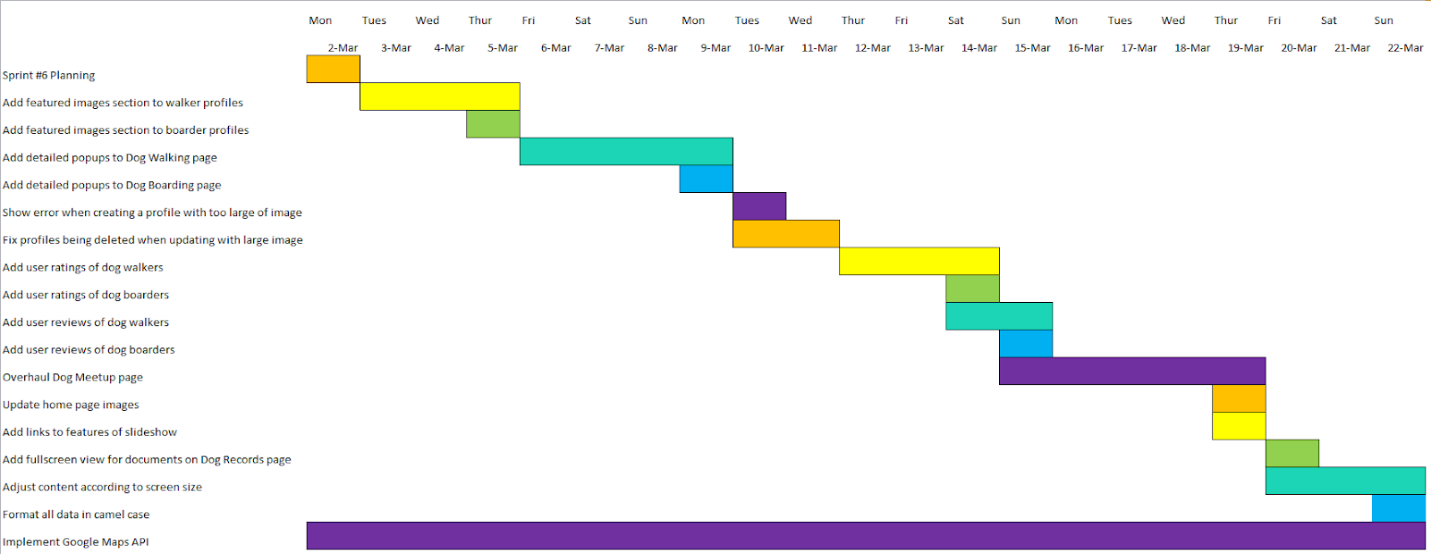 Mon Tues Wed Thur Fri Sat Sun Mon Tues Wed Thur Fri Sat Sun Mon Tues Wed Thur Fri Sat Sun
2-Mar 3-Mar 4-Mar 5-Mar 6-Mar 7-Mar 8-Mar 9-Mar 10-Mar 11-Mar 12-Mar 13-Mar 14-Mar 15-Mar 16-Mar 17-Mar 18-Mar 19-Mar 20-Mar 21-Mar 22-Mar
Sprint #6 Planning
Add featured images section to walker profiles
Add featured images section to boarder profiles
Add detailed popups to Dog Walking page
Add detailed popups to Dog Boarding page
Show error when creating a profile with too large of image
Fix profiles being deleted when updating with large image
Add user ratings of dog walkers
Add user ratings of dog boarders
Add user reviews of dog walkers
Add user reviews of dog boarders
Overhaul Dog Meetup page
Update home page images
Add links to features of slideshow
Add fullscreen view for documents on Dog Records page
Adjust content according to screen size
Format all data in camel case
Implement Google Maps API